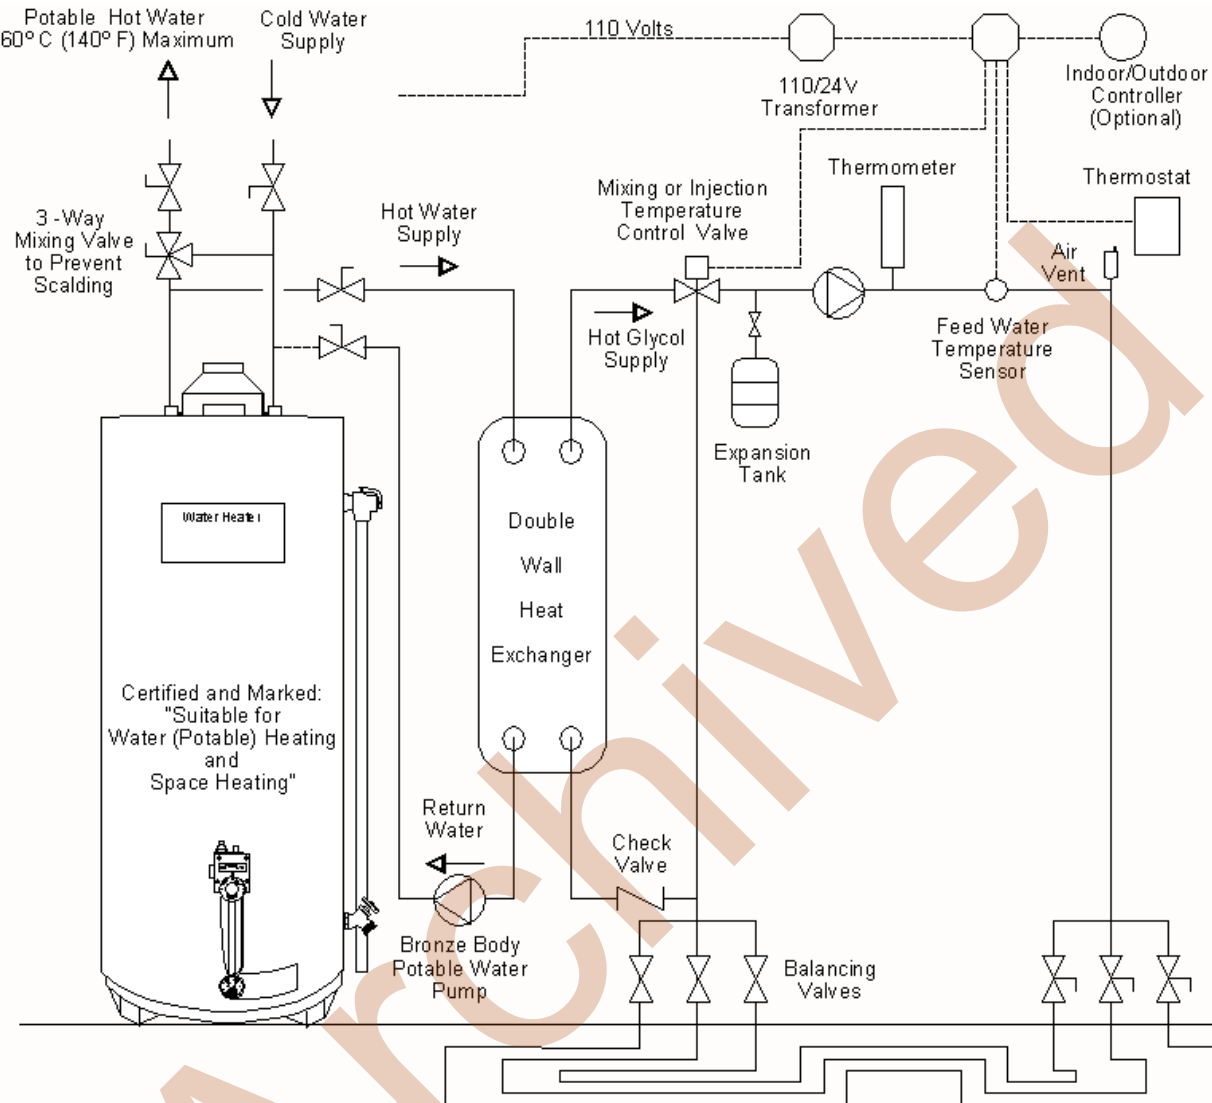 Potable Hot Water
60° C (140° F) Maximum
Cold Water
Supply
110 Volts
110/24V
Transformer
Indoor/Outdoor
Controller
(Optional)
Thermometer
Thermostat
Mixing or Injection
Temperature
Control Valve
Hot Water
Supply
3 -Way
Mixing Valve
to Prevent
Scalding
Air
Vent
Hot Glycol
Supply
Feed Water
Temperature
Sensor
Expansion
Tank
Water Heater
Double
Wall
Heat
Exchanger
Certified and Marked:
"Suitable for
Water (Potable) Heating
and
Space Heating"
Return
Water
Check
Valve
Bronze Body
Potable Water
Pump
Balancing
Valves
Archived